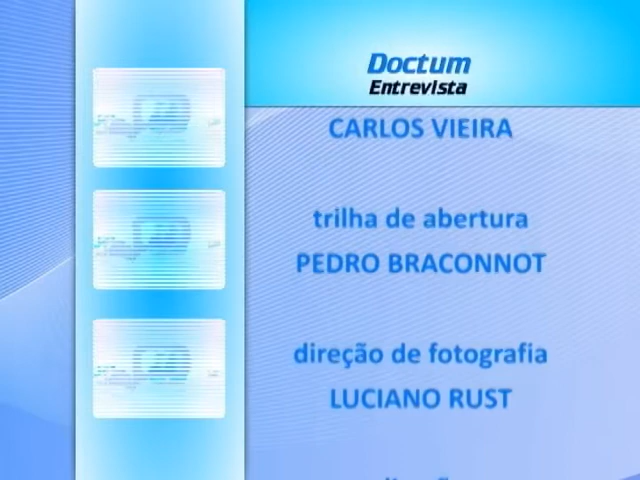 Doctum
Entrevista
CARLOS VIEIRA
trilha de abertura
PEDRO BRACONNOT
direção de fotografia
LUCIANO RUST